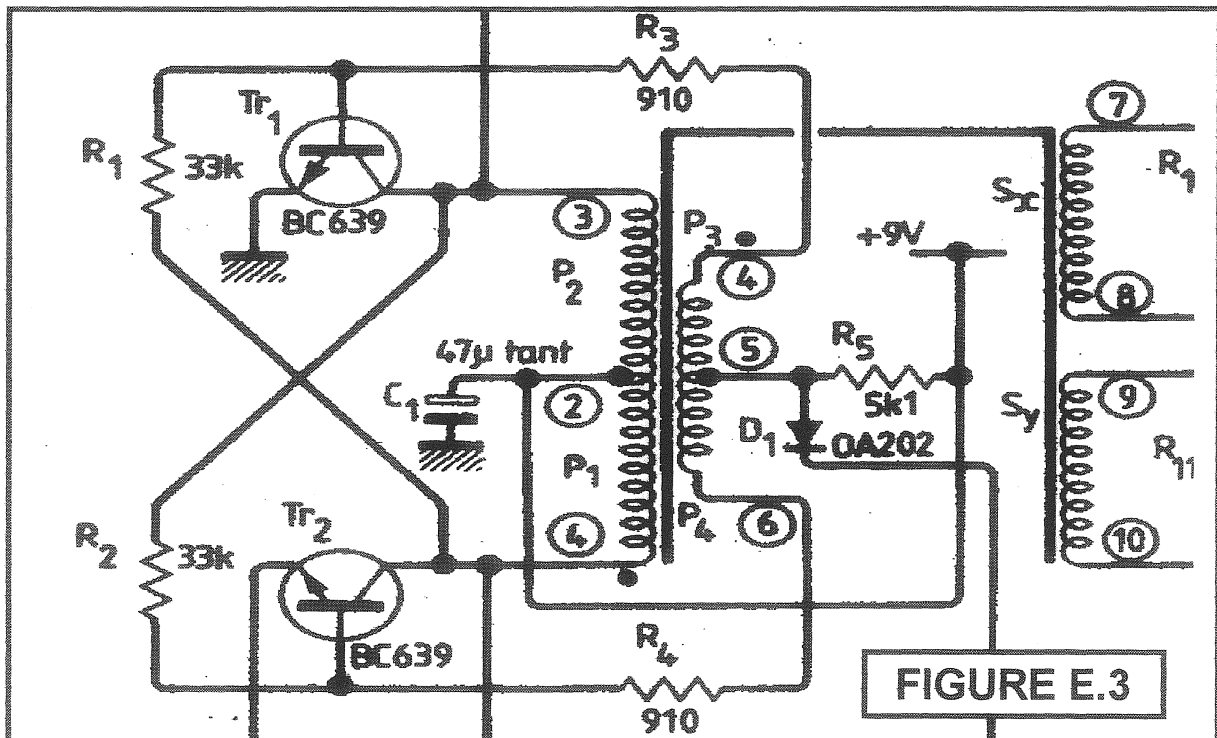 R3
910
Tr1
R1
33k
BC639
3
P2
P3
4
+9V
Sx
7
R1
8
47µ tant
C1
2
5
R5
5k1
D1
OA202
Sy
9
R11
10
P1
4
P4
6
R2
33k
Tr2
BC639
R4
910
FIGURE E.3